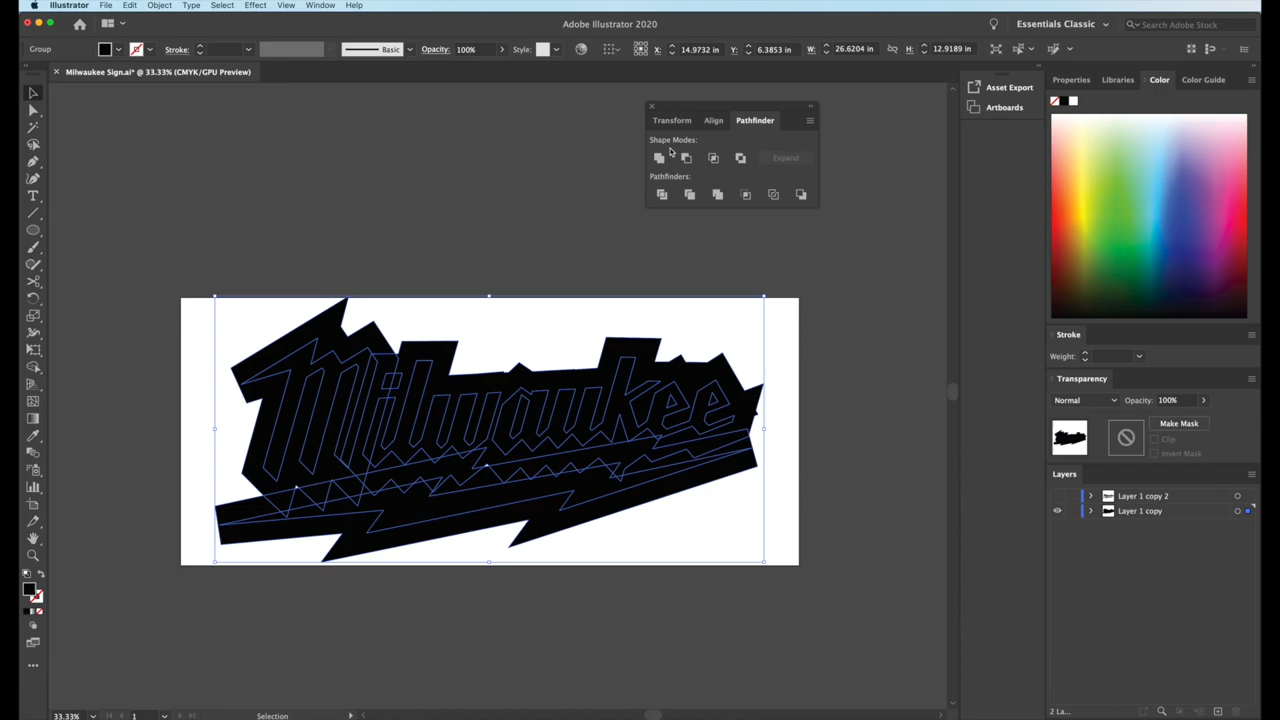 Illustrator File Edit Object Type Select Effect View Window Help
Adobe Illustrator 2020
Essentials Classic
Search Adobe Stock
Group
Stroke:
Basic
Opacity: 100%
Style:
X: 14.9732 in
Y: 6.3853 in
W: 26.6204 in
H: 12.9189 in
Milwaukee Sign.ai* @ 33.33% (CMYK/GPU Preview)
Transform Align Pathfinder
Shape Modes:
Expand
Pathfinders:
Milwaukee
Asset Export
Artboards
Properties Libraries Color Color Guide
Stroke
Weight:
Transparency
Normal Opacity: 100%
Make Mask
Clip
Invert Mask
Layers
Layer 1 copy 2
Layer 1 copy
2 La...
33.33% 1 Selection